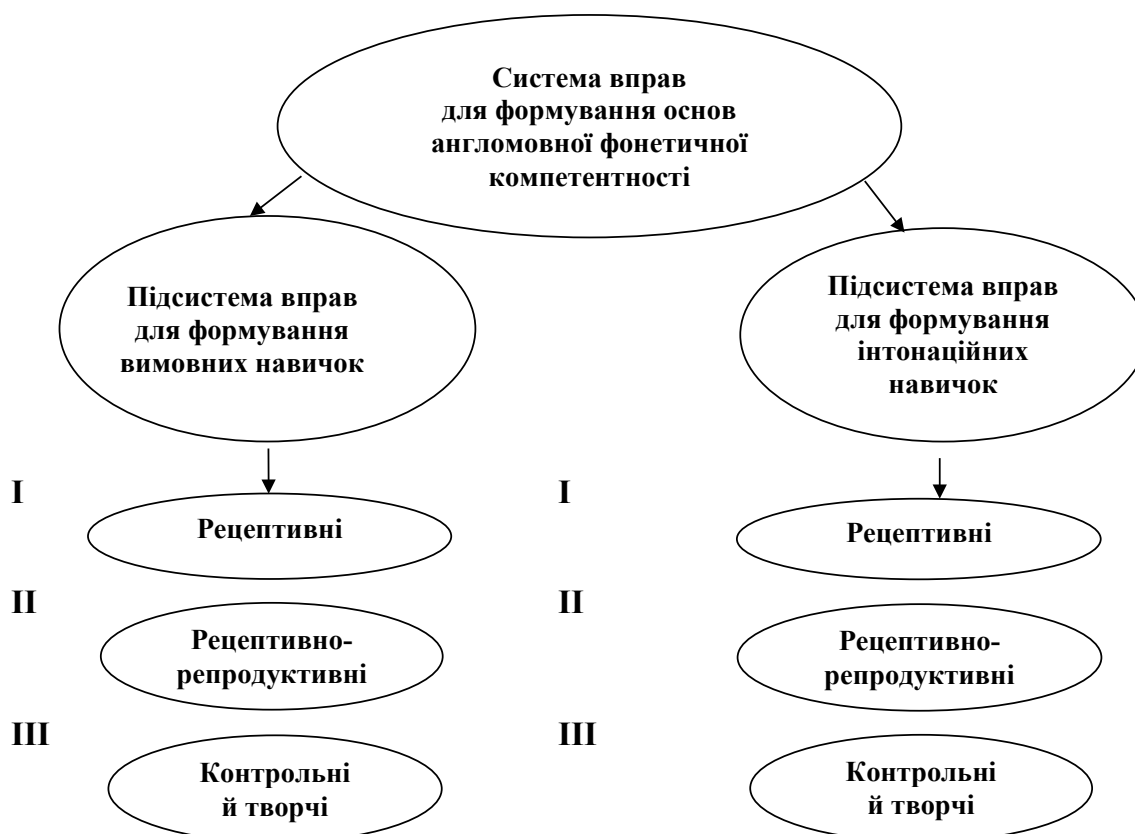 Система вправ
для формування основ
англомовної фонетичної
компетентності
Підсистема вправ
для формування
вимовних навичок
Підсистема вправ
для формування
інтонаційних
навичок
I
Рецептивні
I
Рецептивні
II
Рецептивно-
репродуктивні
II
Рецептивно-
репродуктивні
III
Контрольні
й творчі
III
Контрольні
й творчі